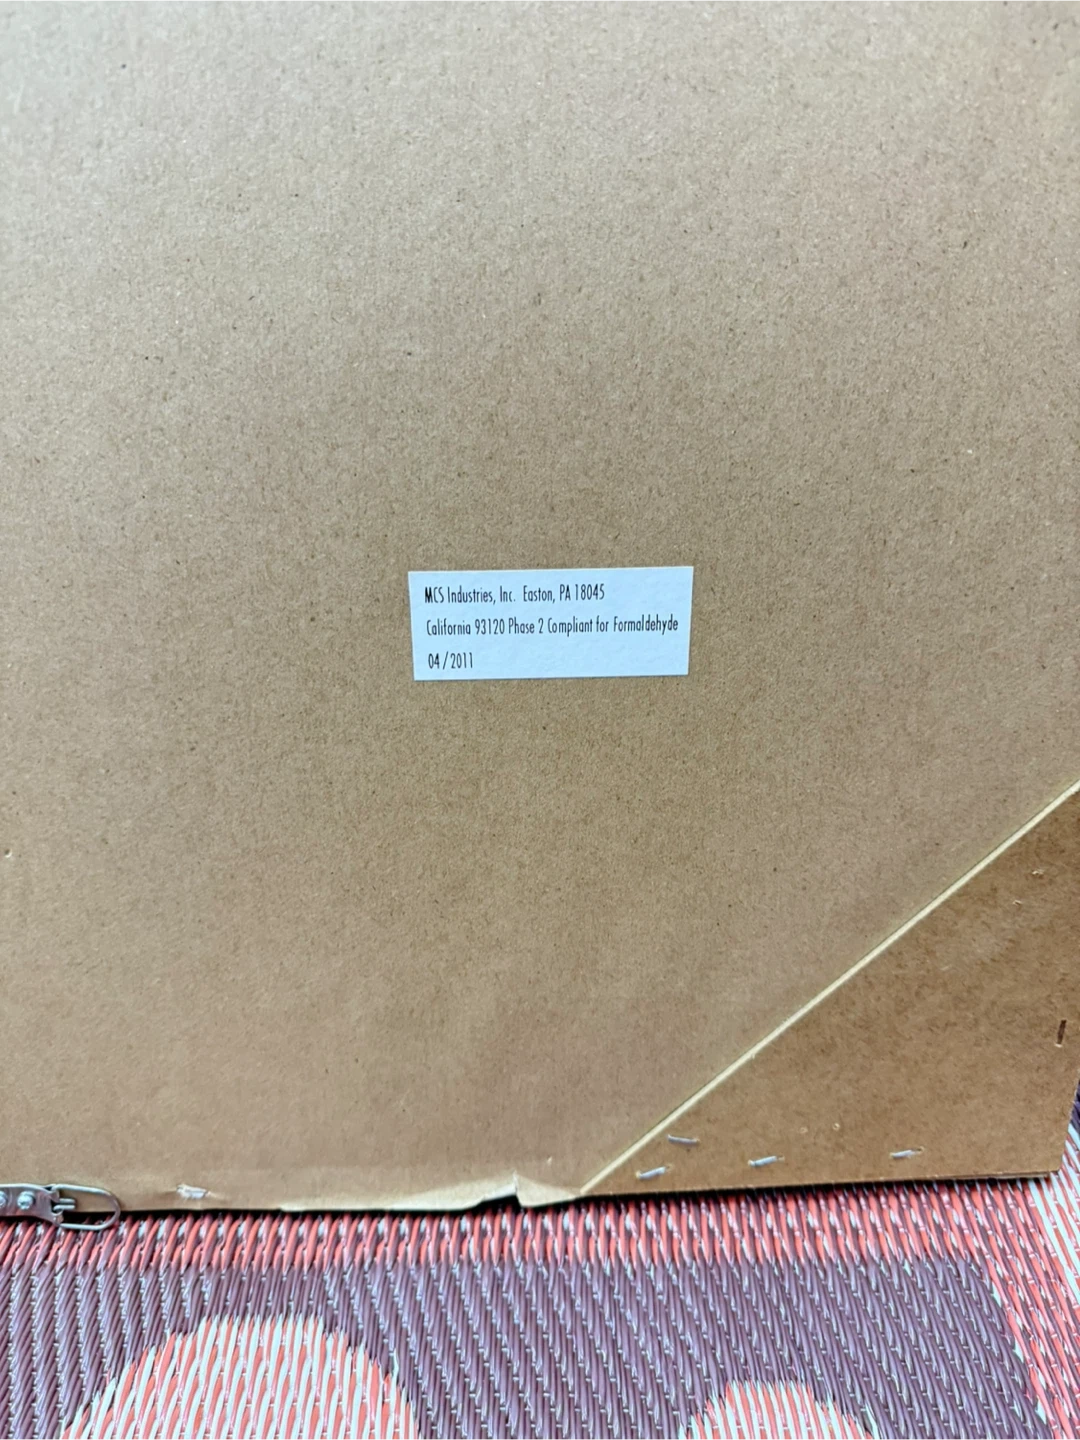 MCS Industries, Inc. Easton, PA 18045
California 93120 Phase 2 Compliant for Formaldehyde
04/2011